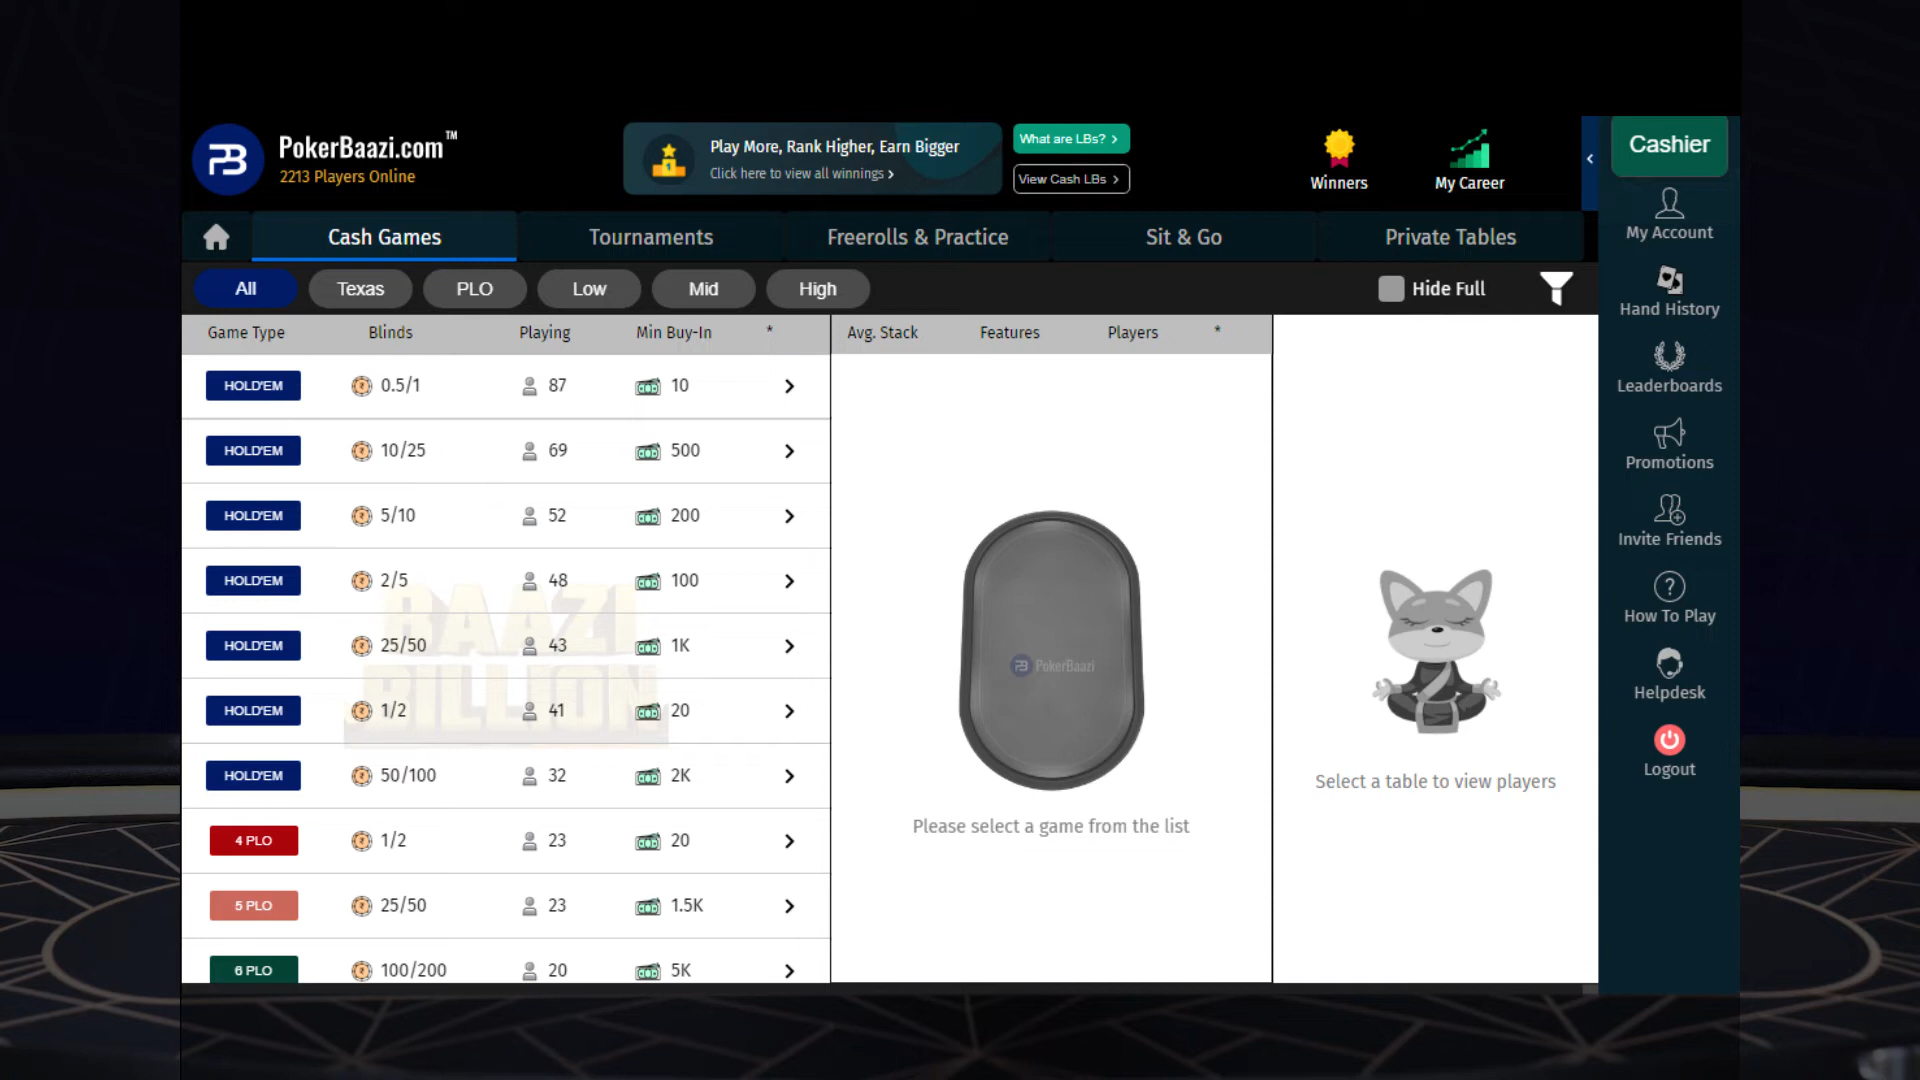 PB PokerBaazi.com™
2213 Players Online
Play More, Rank Higher, Earn Bigger
Click here to view all winnings >
What are LBs? >
View Cash LBs >
Winners
My Career
Cashier
Cash Games
Tournaments
Freerolls & Practice
Sit & Go
Private Tables
All
Texas
PLO
Low
Mid
High
Hide Full
Game Type Blinds Playing Min Buy-In *
HOLD'EM 0.5/1 87 10
HOLD'EM 10/25 69 500
HOLD'EM 5/10 52 200
HOLD'EM 2/5 48 100
HOLD'EM 25/50 43 1K
HOLD'EM 1/2 41 20
HOLD'EM 50/100 32 2K
4 PLO 1/2 23 20
5 PLO 25/50 23 1.5K
6 PLO 100/200 20 5K
BAAZI
BILLION
Avg. Stack Features Players *
PB PokerBaazi
Please select a game from the list
Select a table to view players
My Account
Hand History
Leaderboards
Promotions
Invite Friends
How To Play
Helpdesk
Logout